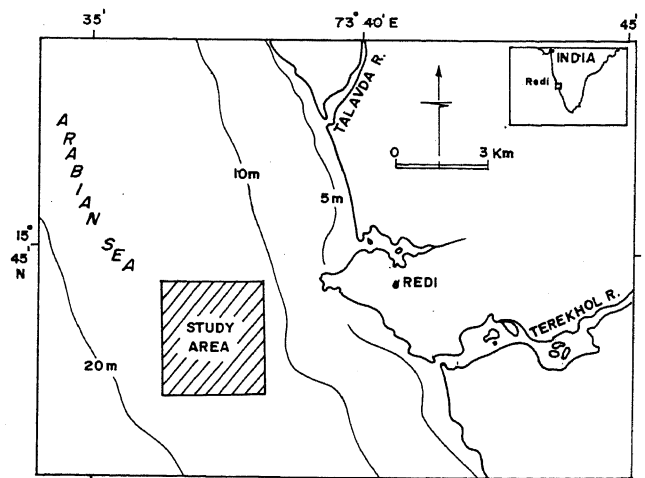 35'
73° 40' E
45'
INDIA
Redi
TALAVDA R.
0 3 Km
ARABIAN SEA
10m
5m
15°
45'
N
REDI
TEREKHOL R.
STUDY
AREA
20m